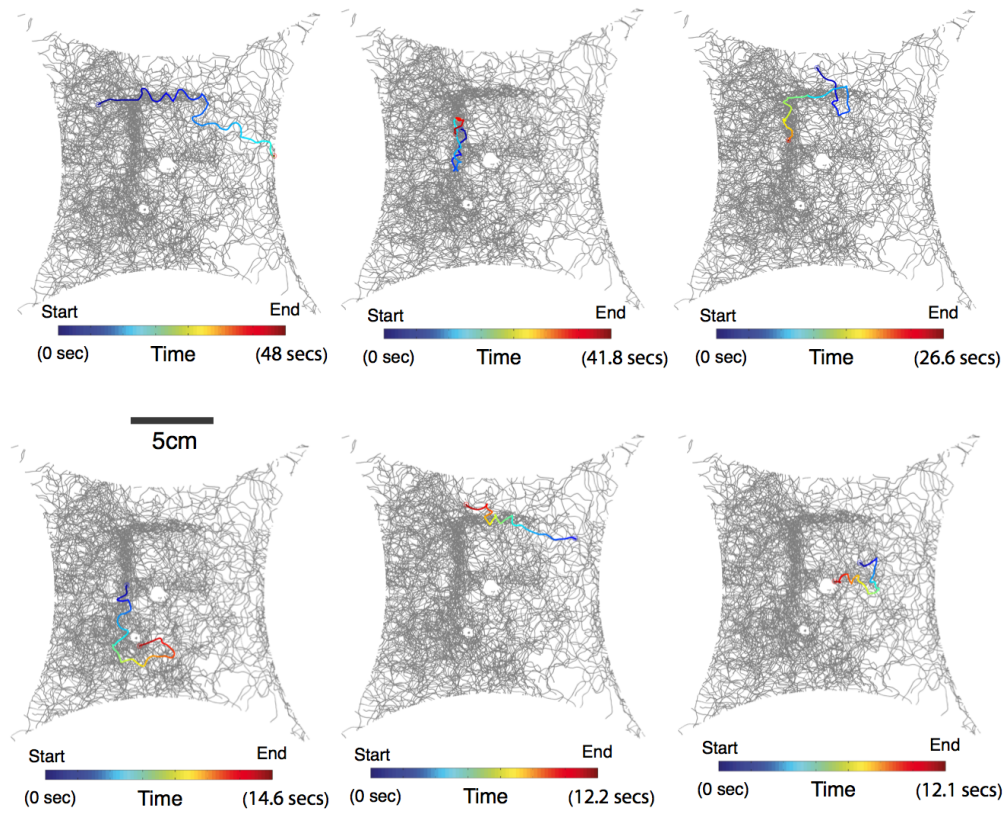 Start End
(0 sec) Time (48 secs)
Start End
(0 sec) Time (41.8 secs)
Start End
(0 sec) Time (26.6 secs)
5cm
Start End
(0 sec) Time (14.6 secs)
Start End
(0 sec) Time (12.2 secs)
Start End
(0 sec) Time (12.1 secs)